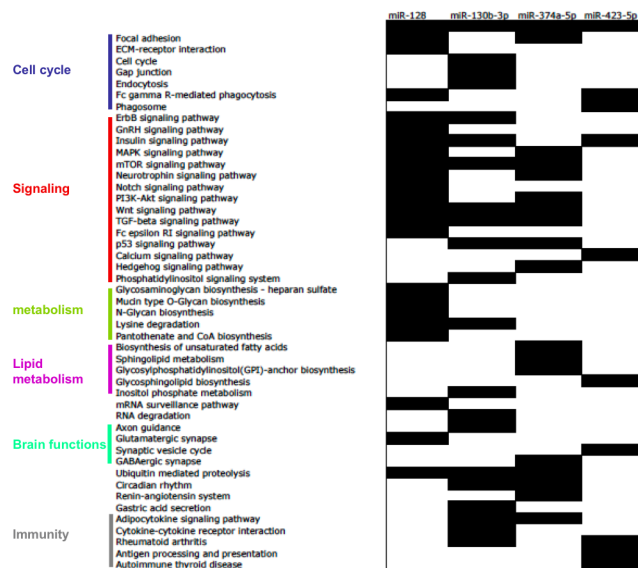 miR-128 miR-130b-3p miR-374a-5p miR-423-5p
Focal adhesion
ECM-receptor interaction
Cell cycle
Cell cycle
Gap junction
Endocytosis
Fc gamma R-mediated phagocytosis
Phagosome
ErbB signaling pathway
GnRH signaling pathway
Insulin signaling pathway
MAPK signaling pathway
mTOR signaling pathway
Neurotrophin signaling pathway
Signaling
Notch signaling pathway
PI3K-Akt signaling pathway
Wnt signaling pathway
TGF-beta signaling pathway
Fc epsilon RI signaling pathway
p53 signaling pathway
Calcium signaling pathway
Hedgehog signaling pathway
Phosphatidylinositol signaling system
Glycosaminoglycan biosynthesis - heparan sulfate
Mucin type O-Glycan biosynthesis
metabolism
N-Glycan biosynthesis
Lysine degradation
Pantothenate and CoA biosynthesis
Biosynthesis of unsaturated fatty acids
Lipid
metabolism
Sphingolipid metabolism
Glycosylphosphatidylinositol(GPI)-anchor biosynthesis
Glycosphingolipid biosynthesis
Inositol phosphate metabolism
mRNA surveillance pathway
RNA degradation
Axon guidance
Brain functions
Glutamatergic synapse
Synaptic vesicle cycle
GABAergic synapse
Ubiquitin mediated proteolysis
Circadian rhythm
Renin-angiotensin system
Gastric acid secretion
Adipocytokine signaling pathway
Immunity
Cytokine-cytokine receptor interaction
Rheumatoid arthritis
Antigen processing and presentation
Autoimmune thyroid disease